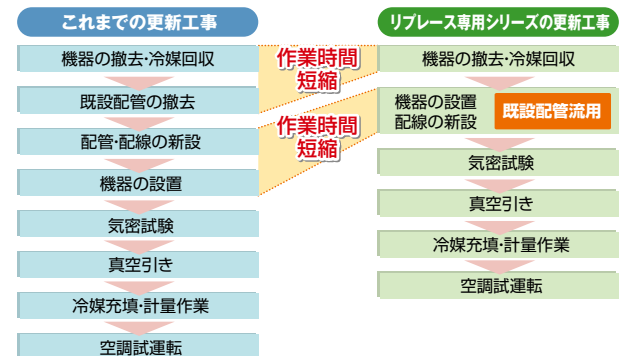 これまでの更新工事
機器の撤去・冷媒回収
既設配管の撤去
配管・配線の新設
機器の設置
気密試験
真空引き
冷媒充填・計量作業
空調試運転
作業時間
短縮
作業時間
短縮
リプレース専用シリーズの更新工事
機器の撤去・冷媒回収
機器の設置
配線の新設
既設配管流用
気密試験
真空引き
冷媒充填・計量作業
空調試運転